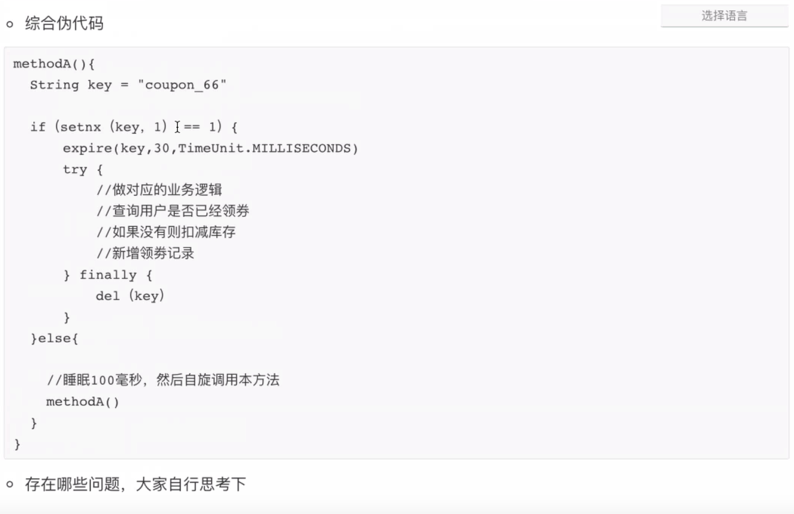 综合伪代码
选择语言
methodA(){
String key = "coupon_66"
if（setnx（key，1）== 1）{
expire(key,30,TimeUnit.MILLISECONDS)
try {
//做对应的业务逻辑
//查询用户是否已经领券
//如果没有则扣减库存
//新增领券记录
} finally {
del（key）
}
}else{
//睡眠100毫秒，然后自旋调用本方法
methodA()
}
}
存在哪些问题，大家自行思考下